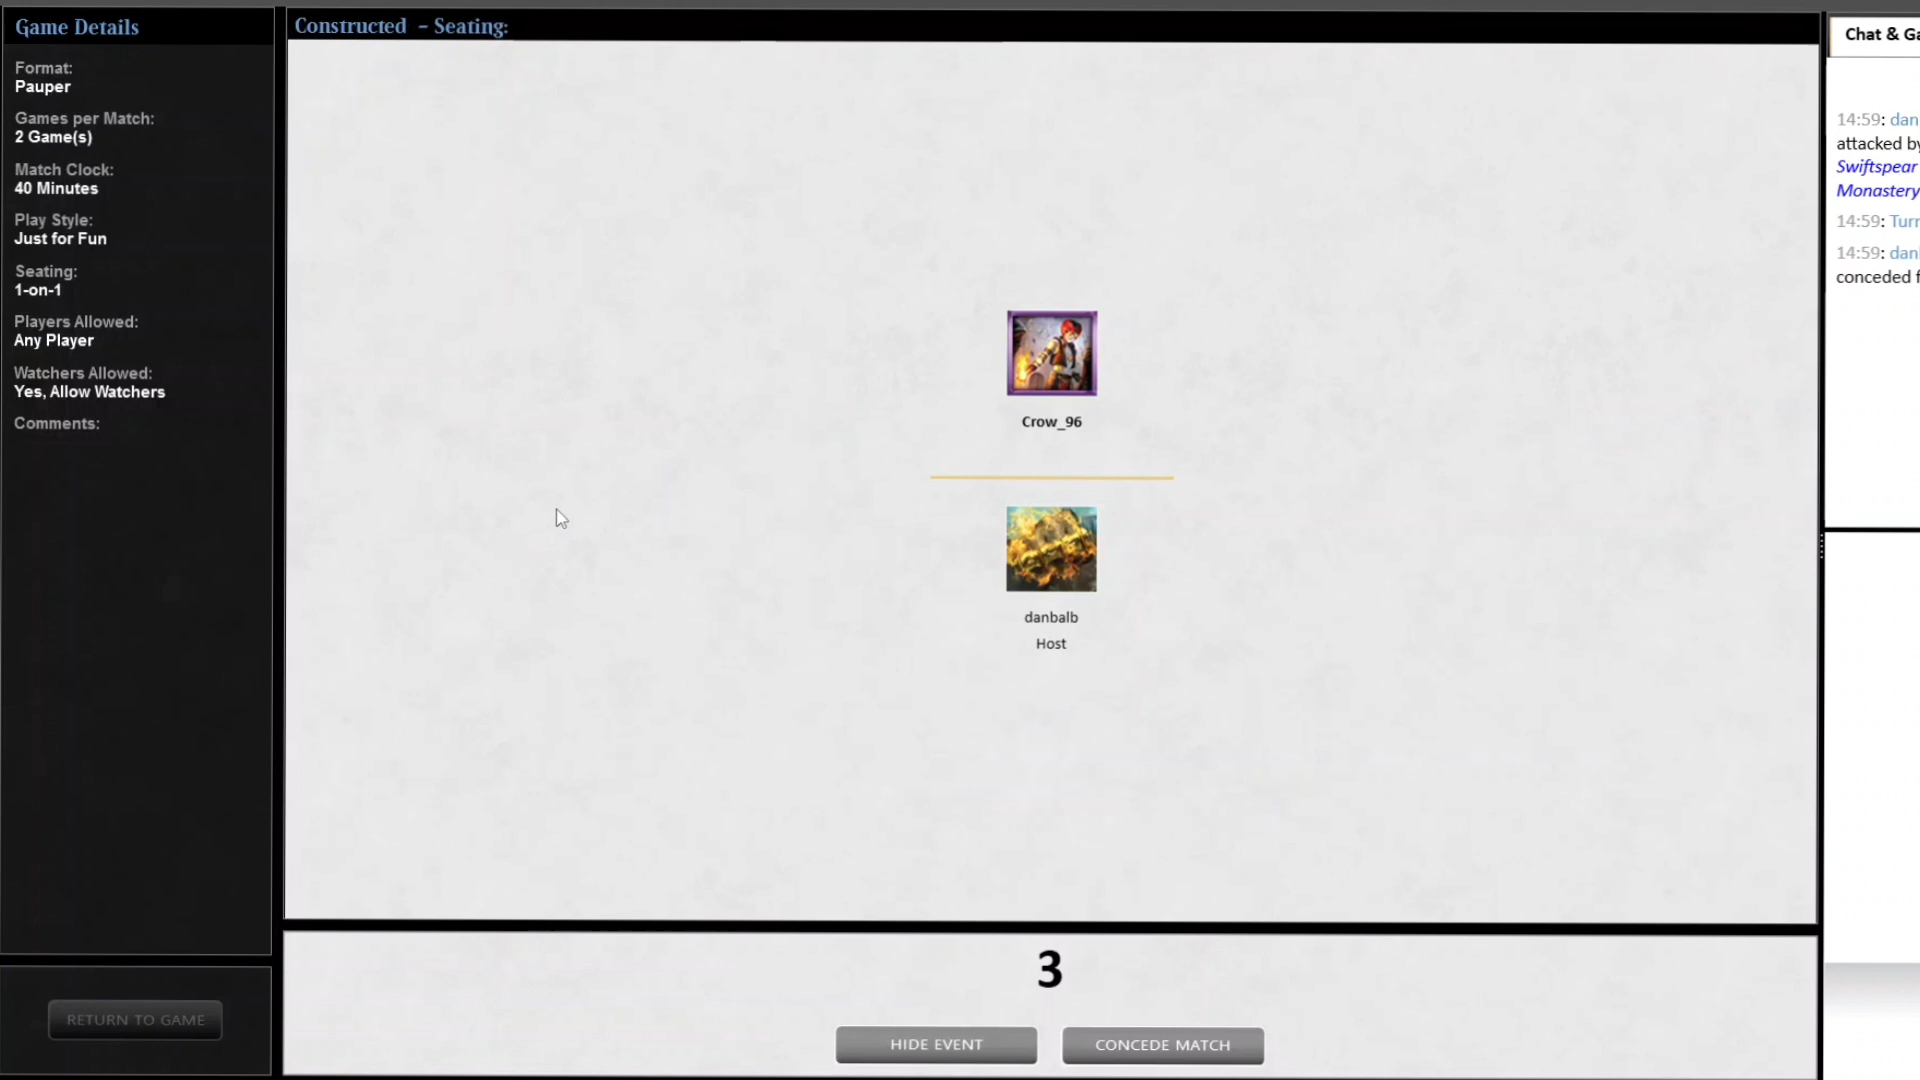 Game Details
Format:
Pauper
Games per Match:
2 Game(s)
Match Clock:
40 Minutes
Play Style:
Just for Fun
Seating:
1-on-1
Players Allowed:
Any Player
Watchers Allowed:
Yes, Allow Watchers
Comments:
RETURN TO GAME
Constructed – Seating:
Crow_96
danbalb
Host
3
HIDE EVENT
CONCEDE MATCH
Chat & Ga
14:59: dan
attacked by
Swiftspear
Monastery
14:59: Turn
14:59: danl
conceded f